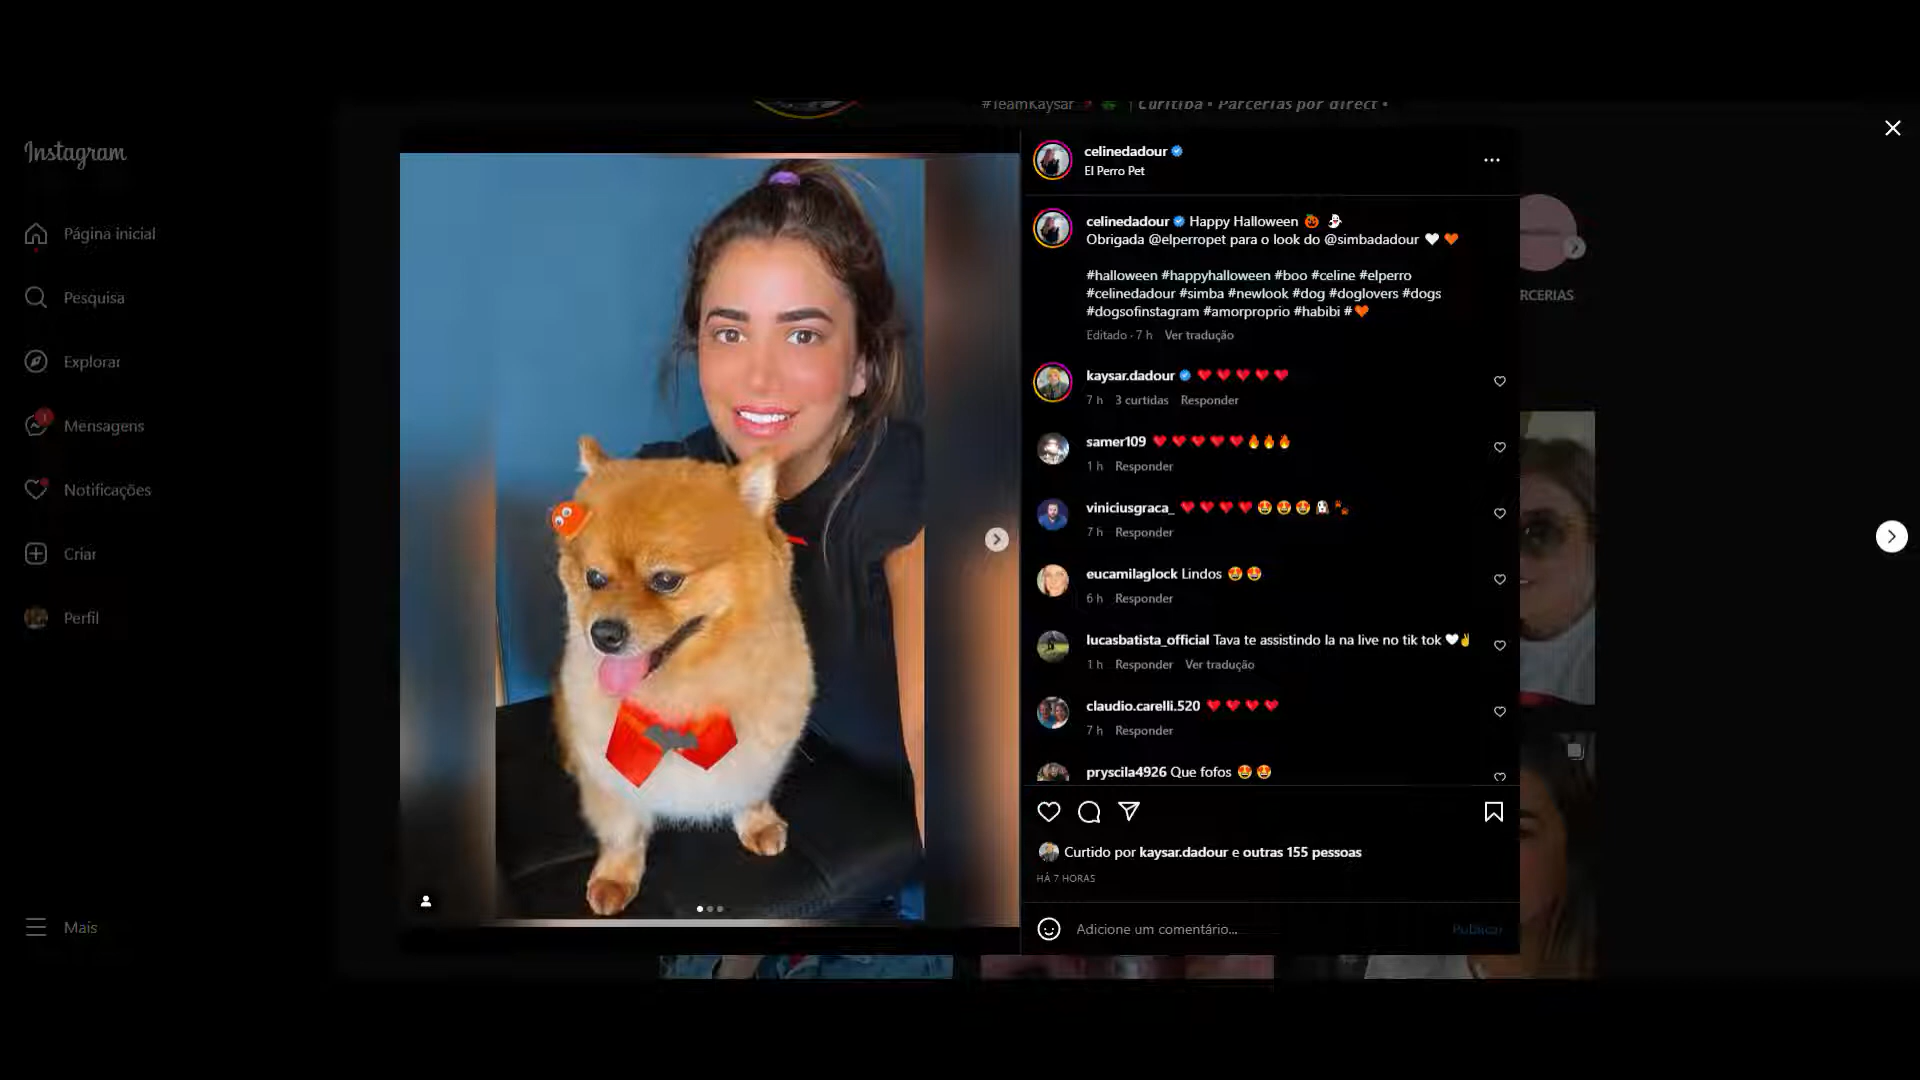 #TeamKaysar 🌶️ 🍀 | Curitiba • Parcerias por direct •
Instagram
Página inicial
Pesquisa
Explorar
1
Mensagens
Notificações
Criar
Perfil
Mais
celinedadour
El Perro Pet
celinedadour Happy Halloween 🎃 👻
Obrigada @elperropet para o look do @simbadadour 🤍 🧡
#halloween #happyhalloween #boo #celine #elperro
#celinedadour #simba #newlook #dog #doglovers #dogs
#dogsofinstagram #amorproprio #habibi #🧡
Editado · 7 h Ver tradução
kaysar.dadour ❤️ ❤️ ❤️ ❤️ ❤️
7 h 3 curtidas Responder
samer109 ❤️ ❤️ ❤️ ❤️ ❤️🔥🔥🔥
1 h Responder
viniciusgraca_ ❤️ ❤️ ❤️ ❤️ 😍 😍 😍 🐶 🐾
7 h Responder
eucamilaglock Lindos 😍 😍
6 h Responder
lucasbatista_official Tava te assistindo la na live no tik tok 🤍✌️
1 h Responder Ver tradução
claudio.carelli.520 ❤️ ❤️ ❤️ ❤️
7 h Responder
pryscila4926 Que fofos 😍 😍
Curtido por kaysar.dadour e outras 155 pessoas
HÁ 7 HORAS
Adicione um comentário...
Publicar
RCERIAS